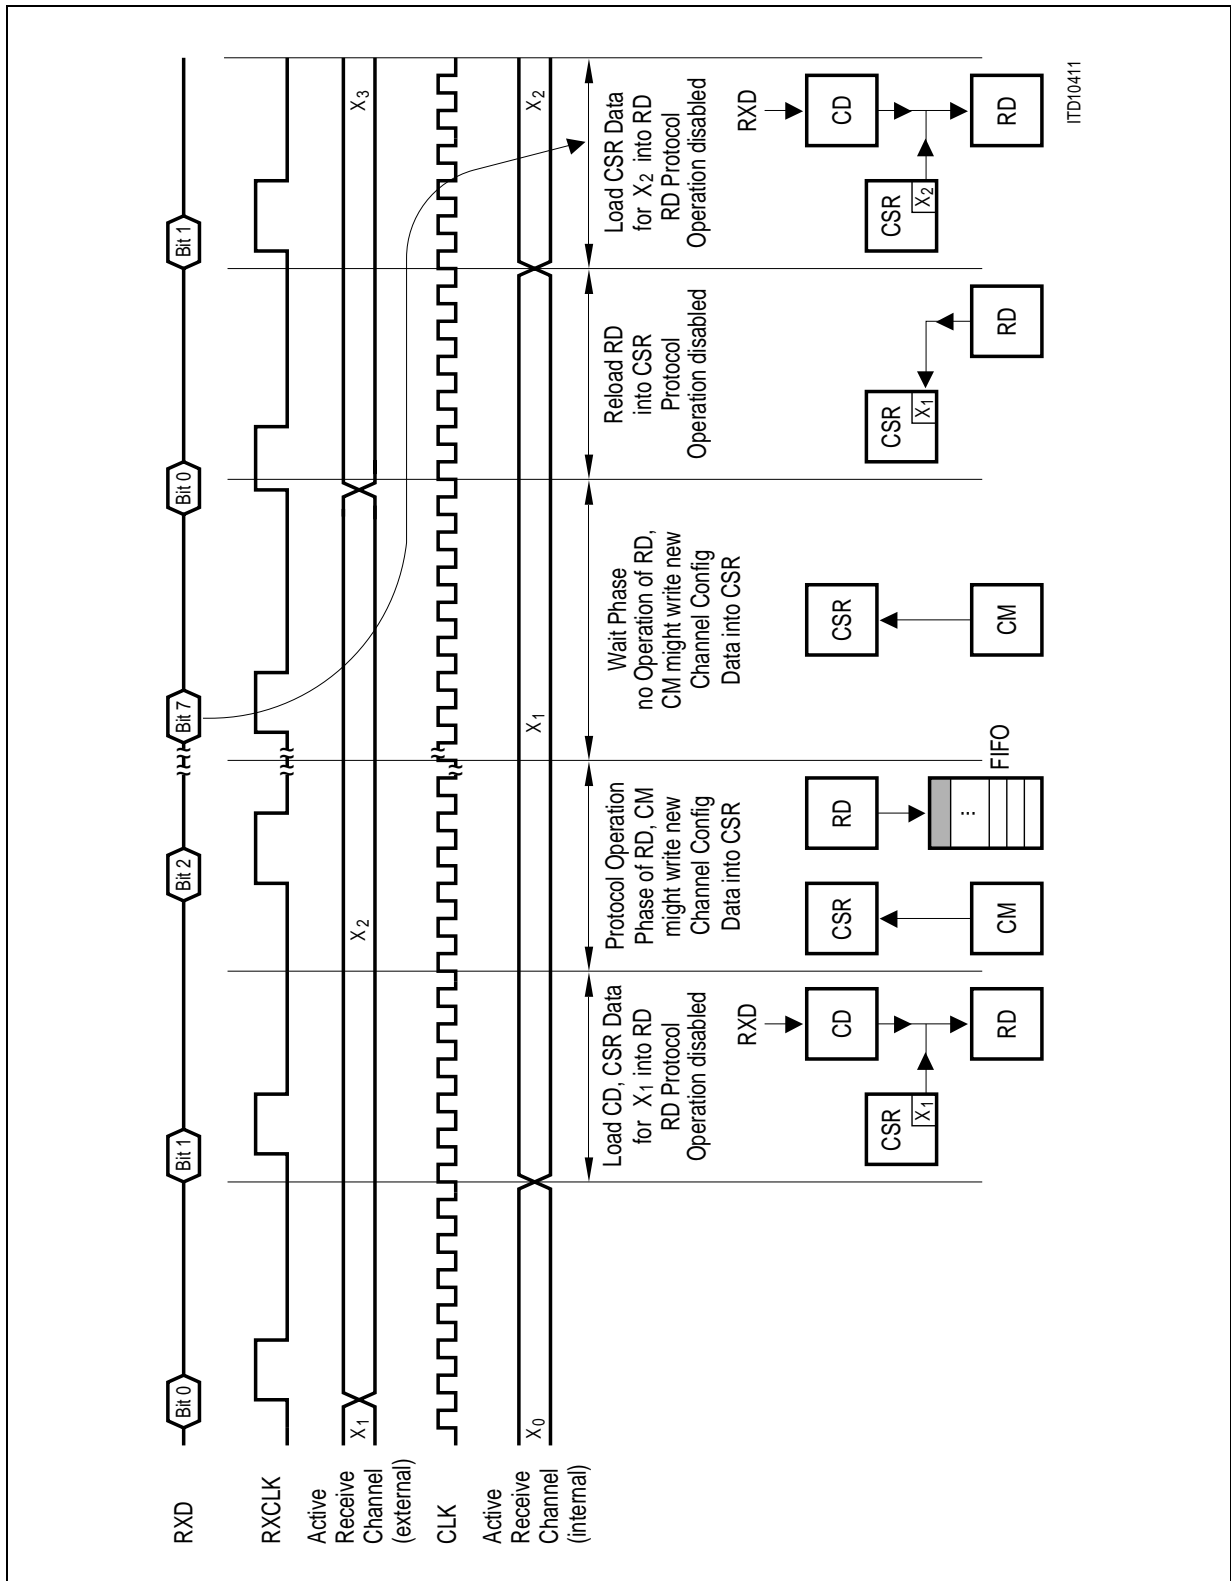 RXD
Bit 0
Bit 1
Bit 2
Bit 7
Bit 0
Bit 1
RXCLK
Active
Receive
Channel
(external)
X1
X2
X3
CLK
Active
Receive
Channel
(internal)
X0
X1
X2
Load CD, CSR Data
for X1 into RD
RD Protocol
Operation disabled
Protocol Operation
Phase of RD, CM
might write new
Channel Config
Data into CSR
Wait Phase
no Operation of RD,
CM might write new
Channel Config
Data into CSR
Reload RD
into CSR
Protocol
Operation disabled
Load CSR Data
for X2 into RD
RD Protocol
Operation disabled
RXD
CSR
X1
CD
RD
CSR
CM
RD
...
FIFO
CSR
CM
CSR
X1
RD
RXD
CSR
X2
CD
RD
ITD10411